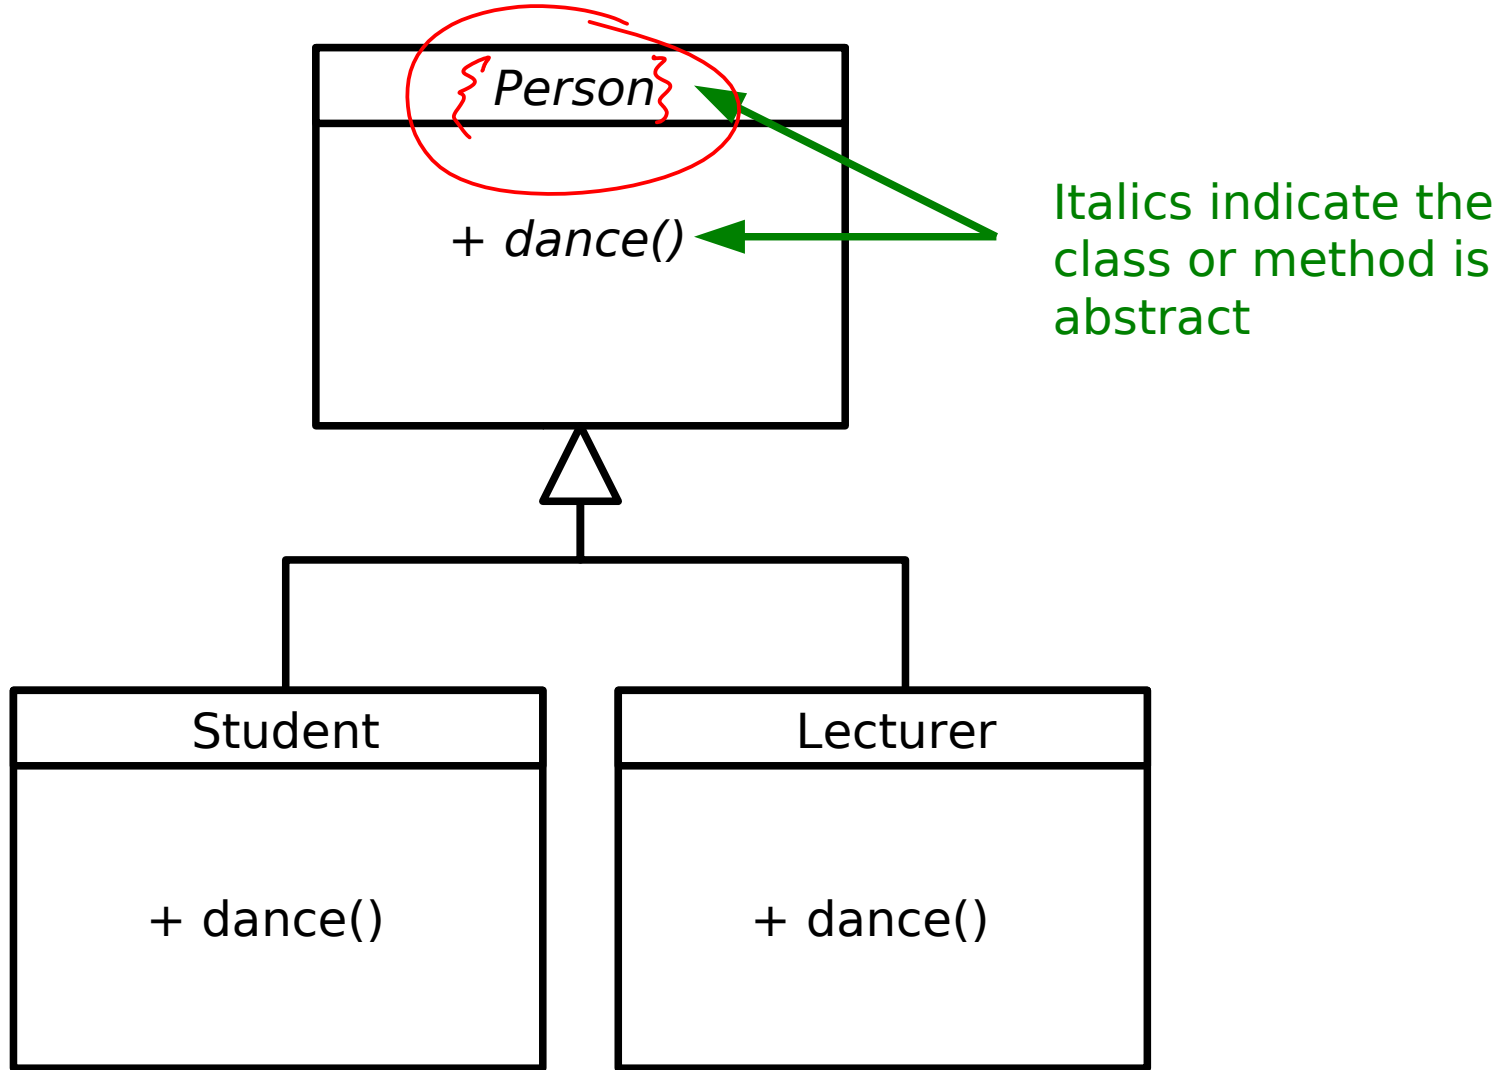 Person
+ dance()
Italics indicate the
class or method is
abstract
Student
Lecturer
+ dance()
+ dance()